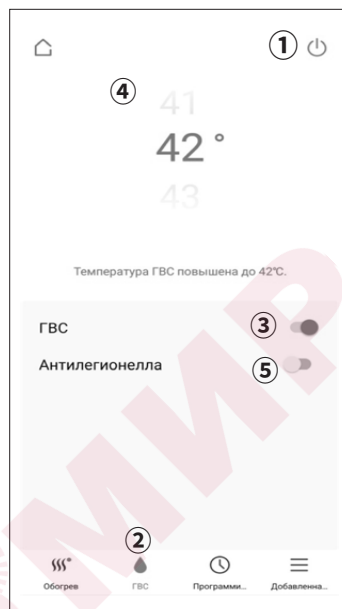 ①
④ 41
42 °
43
Температура ГВС повышена до 42°C.
ГВС ③
Антилегионелла ⑤
②
Обогрев ГВС Программи... Добавленна...
МИР